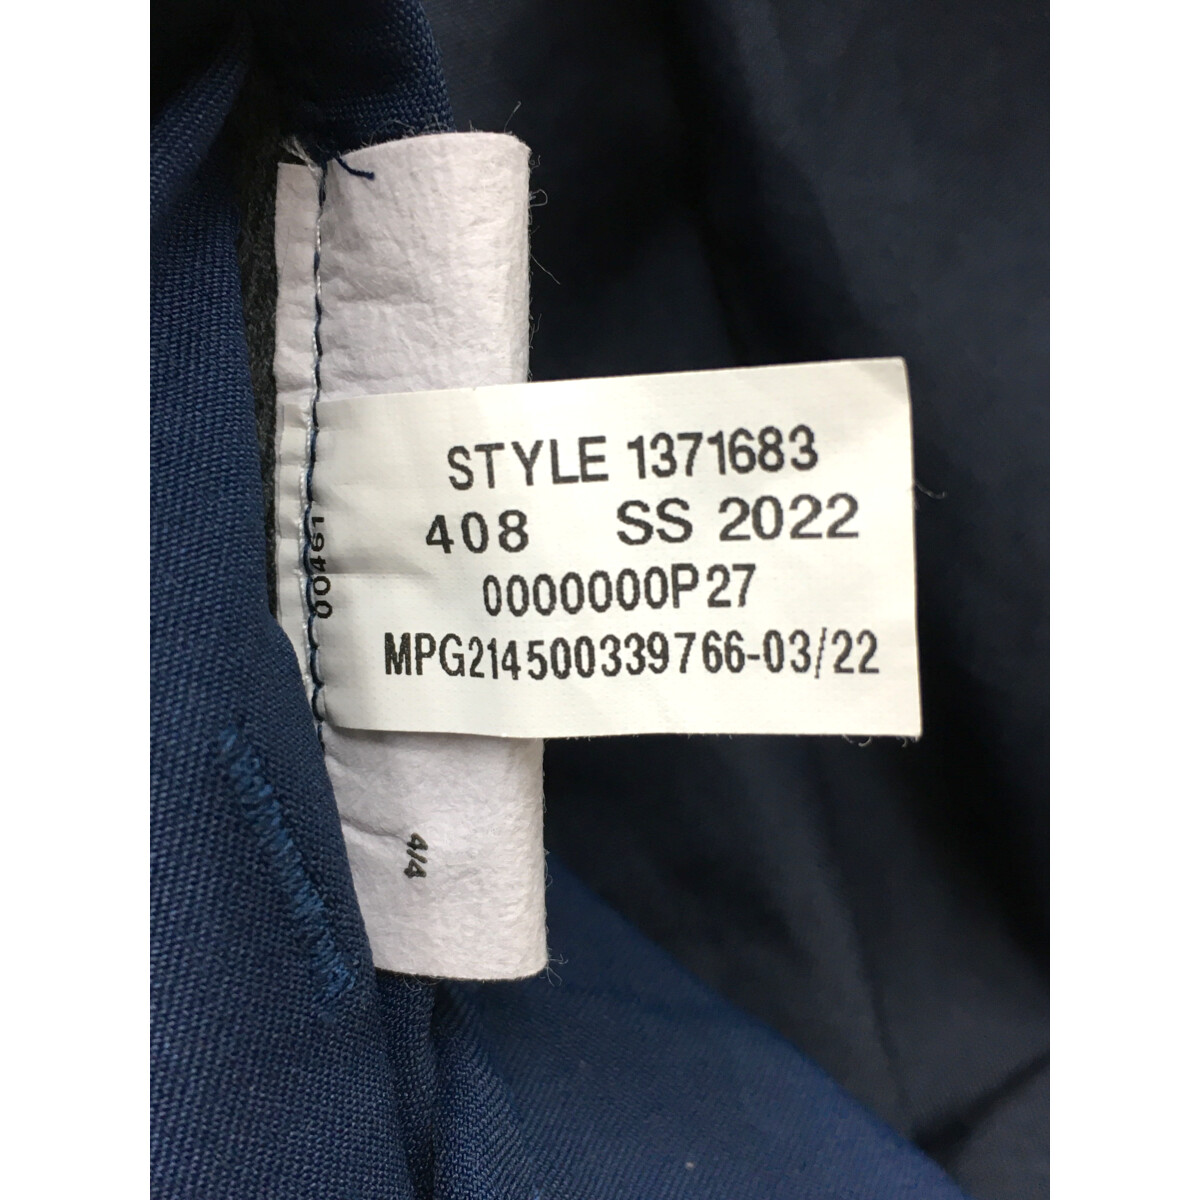 STYLE 1371683
408 SS 2022
0000000P27
MPG214500339766-03/22
00461
4/4